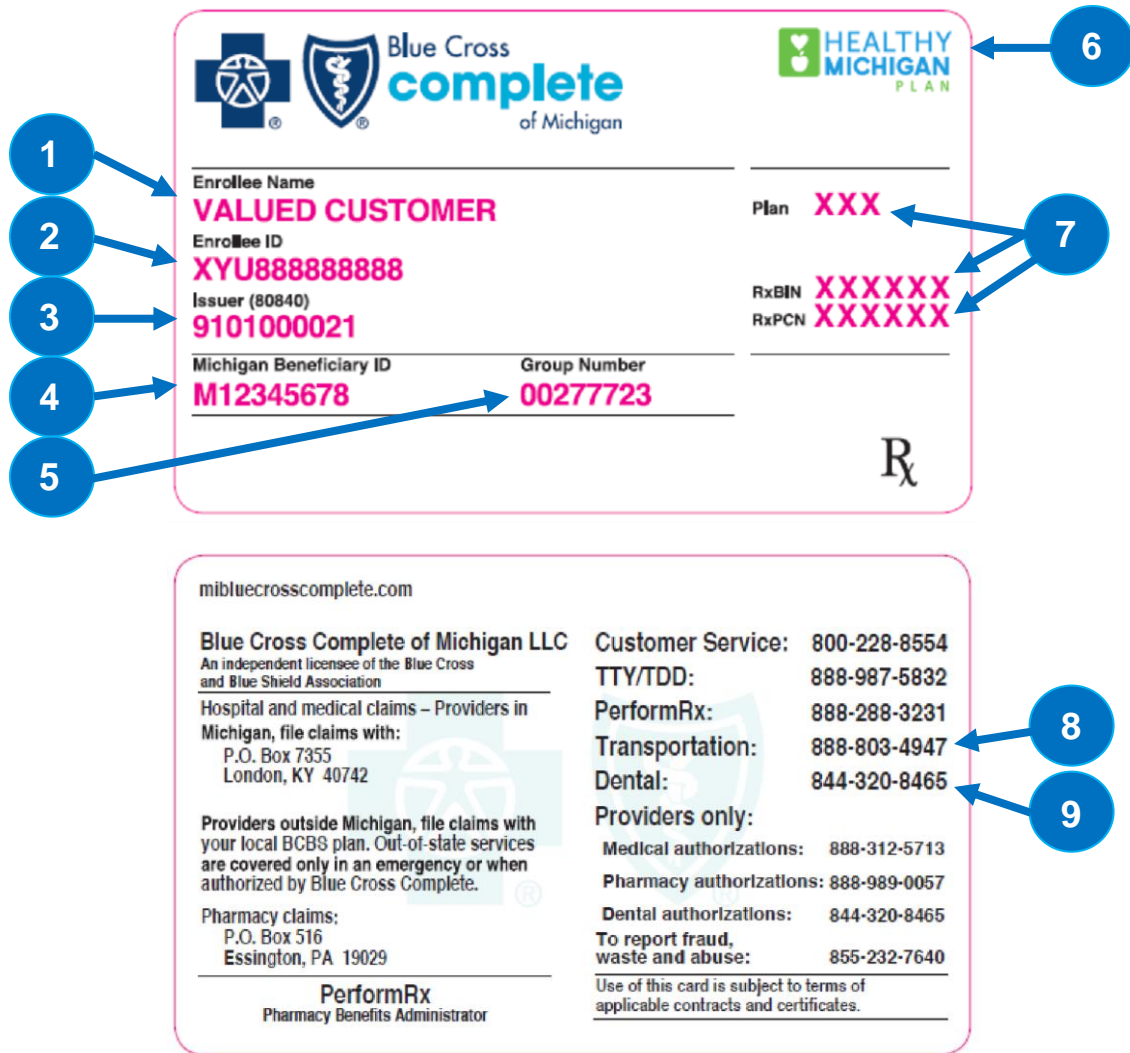 Blue Cross
complete
of Michigan
HEALTHY
MICHIGAN
PLAN
6
1
Enrollee Name
VALUED CUSTOMER
Plan XXX
2
Enrollee ID
XYU888888888
7
3
Issuer (80840)
9101000021
RxBIN XXXXXX
RxPCN XXXXXX
4
Michigan Beneficiary ID Group Number
M12345678 00277723
5
Rx
mibluecrosscomplete.com
Blue Cross Complete of Michigan LLC
An independent licensee of the Blue Cross
and Blue Shield Association
Hospital and medical claims – Providers in
Michigan, file claims with:
P.O. Box 7355
London, KY 40742
Providers outside Michigan, file claims with
your local BCBS plan. Out-of-state services
are covered only in an emergency or when
authorized by Blue Cross Complete.
Pharmacy claims:
P.O. Box 516
Essington, PA 19029
PerformRx
Pharmacy Benefits Administrator
Customer Service: 800-228-8554
TTY/TDD: 888-987-5832
PerformRx: 888-288-3231
Transportation: 888-803-4947
8
Dental: 844-320-8465
9
Providers only:
Medical authorizations: 888-312-5713
Pharmacy authorizations: 888-989-0057
Dental authorizations: 844-320-8465
To report fraud,
waste and abuse: 855-232-7640
Use of this card is subject to terms of
applicable contracts and certificates.